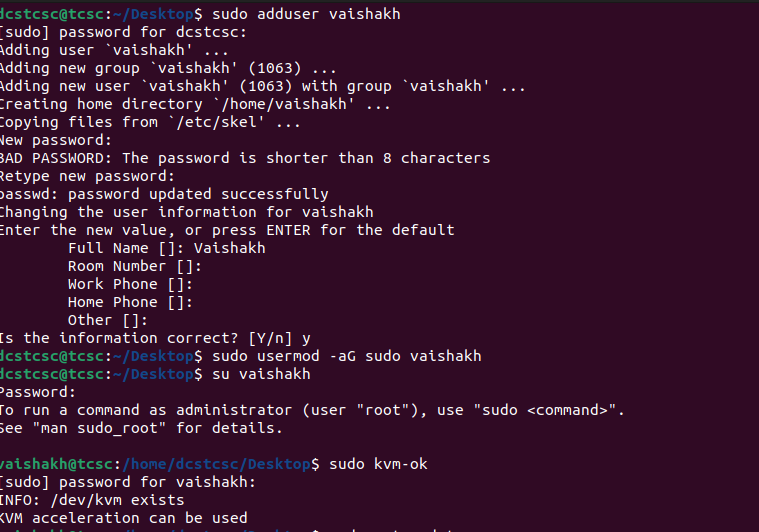 dcstcsc@tcsc:~/Desktop$ sudo adduser vaishakh
[sudo] password for dcstcsc:
Adding user `vaishakh' ...
Adding new group `vaishakh' (1063) ...
Adding new user `vaishakh' (1063) with group `vaishakh' ...
Creating home directory `/home/vaishakh' ...
Copying files from `/etc/skel' ...
New password:
BAD PASSWORD: The password is shorter than 8 characters
Retype new password:
passwd: password updated successfully
Changing the user information for vaishakh
Enter the new value, or press ENTER for the default
Full Name []: Vaishakh
Room Number []:
Work Phone []:
Home Phone []:
Other []:
Is the information correct? [Y/n] y
dcstcsc@tcsc:~/Desktop$ sudo usermod -aG sudo vaishakh
dcstcsc@tcsc:~/Desktop$ su vaishakh
Password:
To run a command as administrator (user "root"), use "sudo <command>".
See "man sudo_root" for details.
vaishakh@tcsc:/home/dcstcsc/Desktop$ sudo kvm-ok
[sudo] password for vaishakh:
INFO: /dev/kvm exists
KVM acceleration can be used